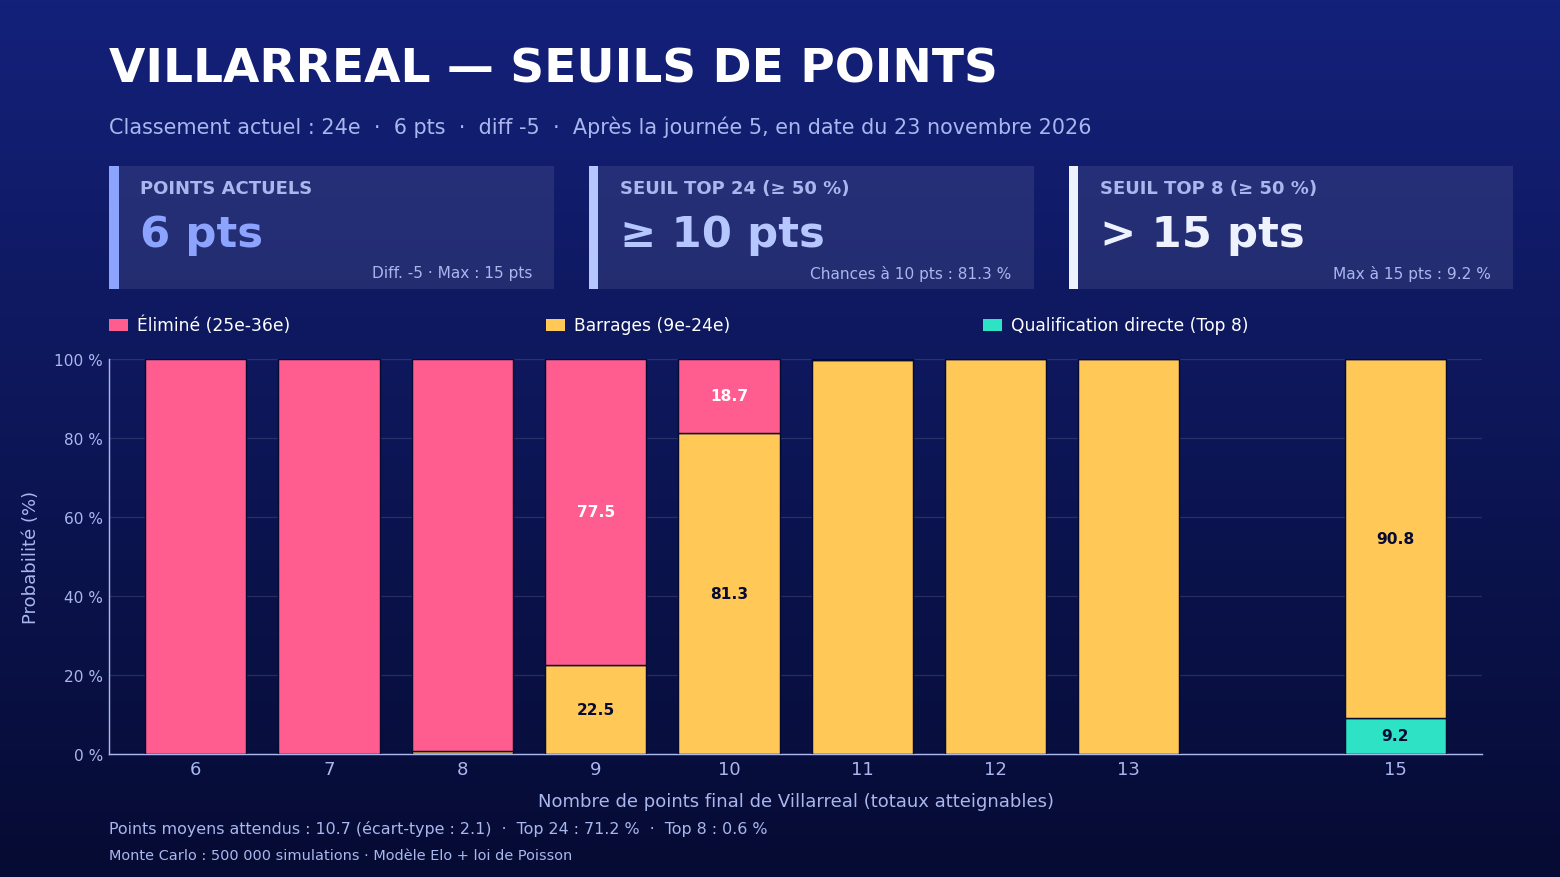 VILLARREAL — SEUILS DE POINTS
Classement actuel : 24e · 6 pts · diff -5 · Après la journée 5, en date du 23 novembre 2026
POINTS ACTUELS
6 pts
Diff. -5 · Max : 15 pts
SEUIL TOP 24 (≥ 50 %)
≥ 10 pts
Chances à 10 pts : 81.3 %
SEUIL TOP 8 (≥ 50 %)
> 15 pts
Max à 15 pts : 9.2 %
Éliminé (25e-36e)
Barrages (9e-24e)
Qualification directe (Top 8)
Probabilité (%)
100 %
80 %
60 %
40 %
20 %
0 %
77.5
22.5
18.7
81.3
90.8
9.2
6 7 8 9 10 11 12 13 15
Nombre de points final de Villarreal (totaux atteignables)
Points moyens attendus : 10.7 (écart-type : 2.1) · Top 24 : 71.2 % · Top 8 : 0.6 %
Monte Carlo : 500 000 simulations · Modèle Elo + loi de Poisson